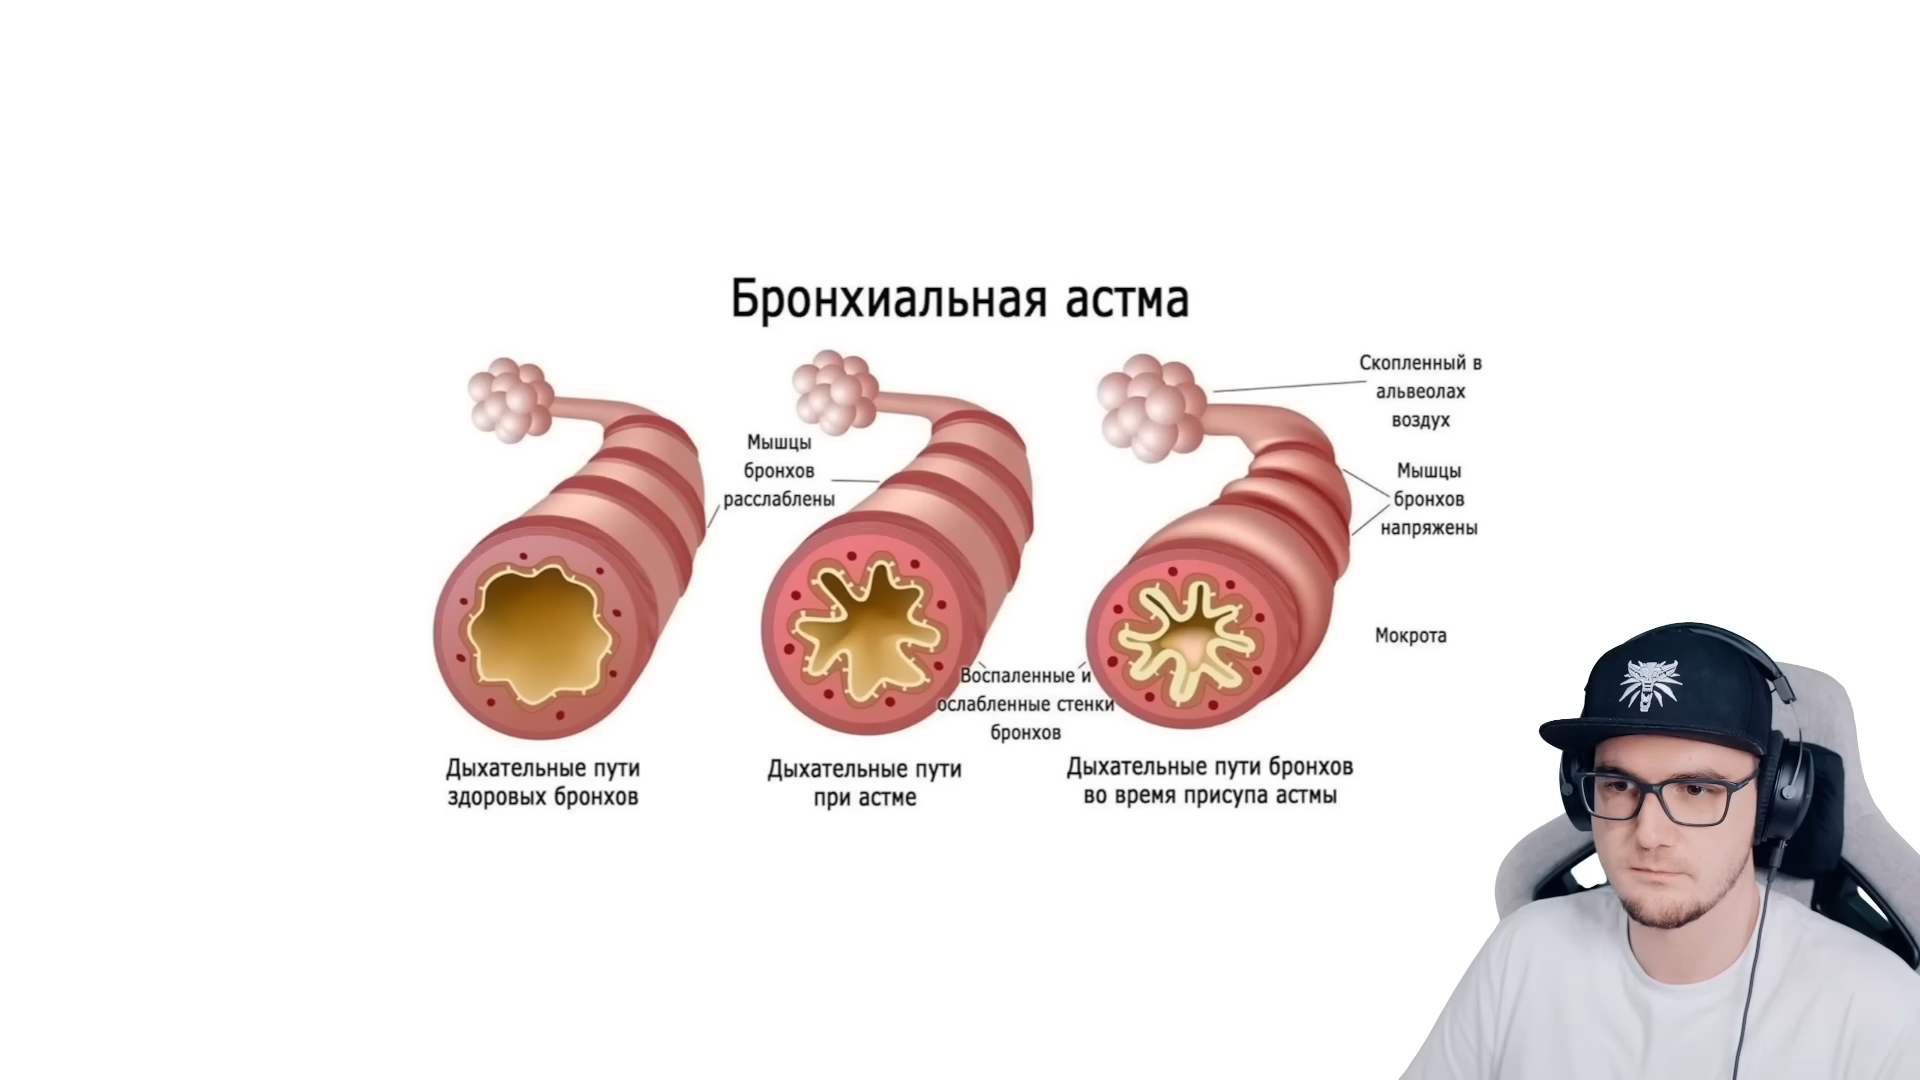 Бронхиальная астма
Скопленный в
альвеолах
воздух
Мышцы
бронхов
расслаблены
Мышцы
бронхов
напряжены
Мокрота
Воспаленные и
ослабленные стенки
бронхов
Дыхательные пути
здоровых бронхов
Дыхательные пути
при астме
Дыхательные пути бронхов
во время присупа астмы